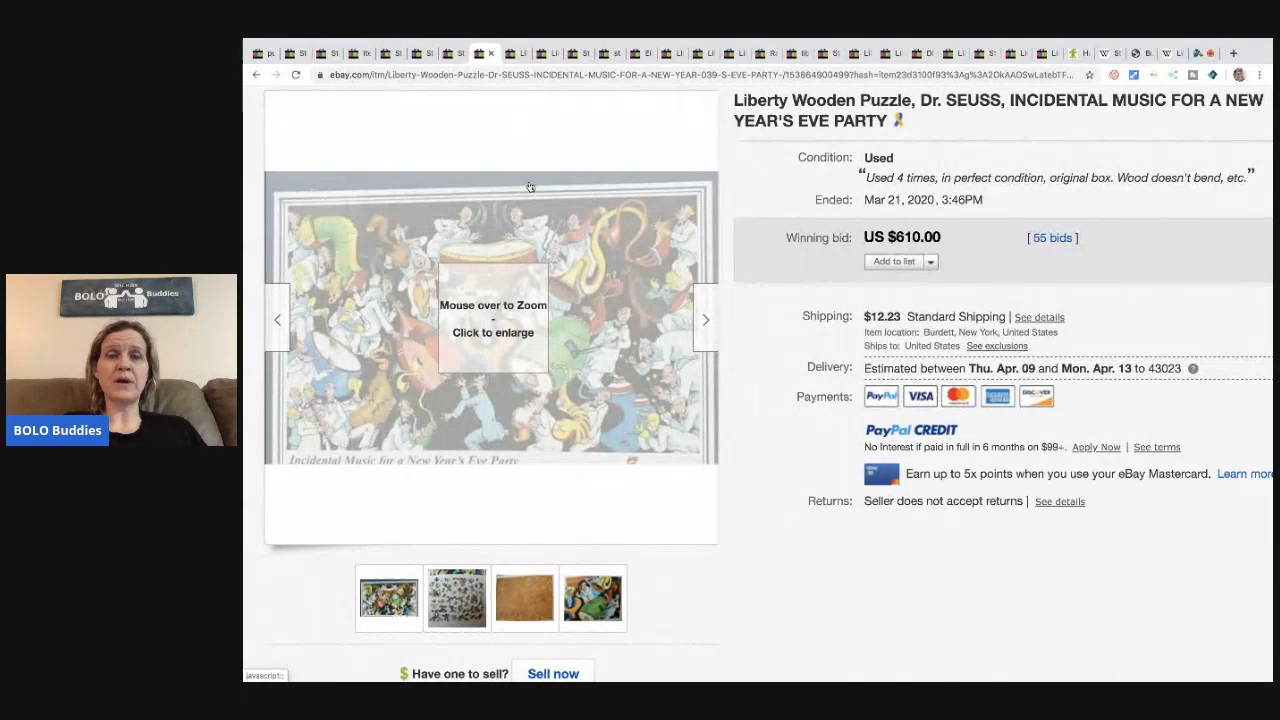 ebay.com/itm/Liberty-Wooden-Puzzle-Dr-SEUSS-INCIDENTAL-MUSIC-FOR-A-NEW-YEAR-039-S-EVE-PARTY-/153864900499?hash=item23d3100f93%3Ag%3A2OkAAOSwLatebTF...
Liberty Wooden Puzzle, Dr. SEUSS, INCIDENTAL MUSIC FOR A NEW
YEAR'S EVE PARTY
Condition: Used
“Used 4 times, in perfect condition, original box. Wood doesn't bend, etc.”
Ended: Mar 21, 2020 , 3:46PM
Winning bid: US $610.00 [ 55 bids ]
Add to list
Mouse over to Zoom
-
Click to enlarge
Shipping: $12.23 Standard Shipping | See details
Item location: Burdett, New York, United States
Ships to: United States See exclusions
Delivery: Estimated between Thu. Apr. 09 and Mon. Apr. 13 to 43023
Payments: PayPal VISA MasterCard DISCOVER
PayPal CREDIT
No Interest if paid in full in 6 months on $99+. Apply Now | See terms
Earn up to 5x points when you use your eBay Mastercard. Learn more
Returns: Seller does not accept returns | See details
Incidental Music for a New Year's Eve Party
BOLO Buddies
BOLO Buddies
$ Have one to sell? Sell now
javascript:;